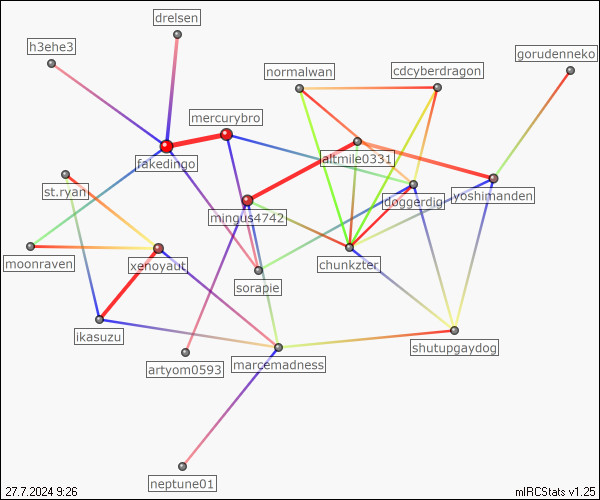 drelsen
h3ehe3
gorudenneko
normalwan
cdcyberdragon
mercurybro
altmile0331
fakedingo
st.ryan
yoshimanden
doggerdig
mingus4742
moonraven
xenoyaut
chunkzter
sorapie
ikasuzu
shutupgaydog
artyom0593
marcemadness
neptune01
27.7.2024 9:26
mIRCStats v1.25